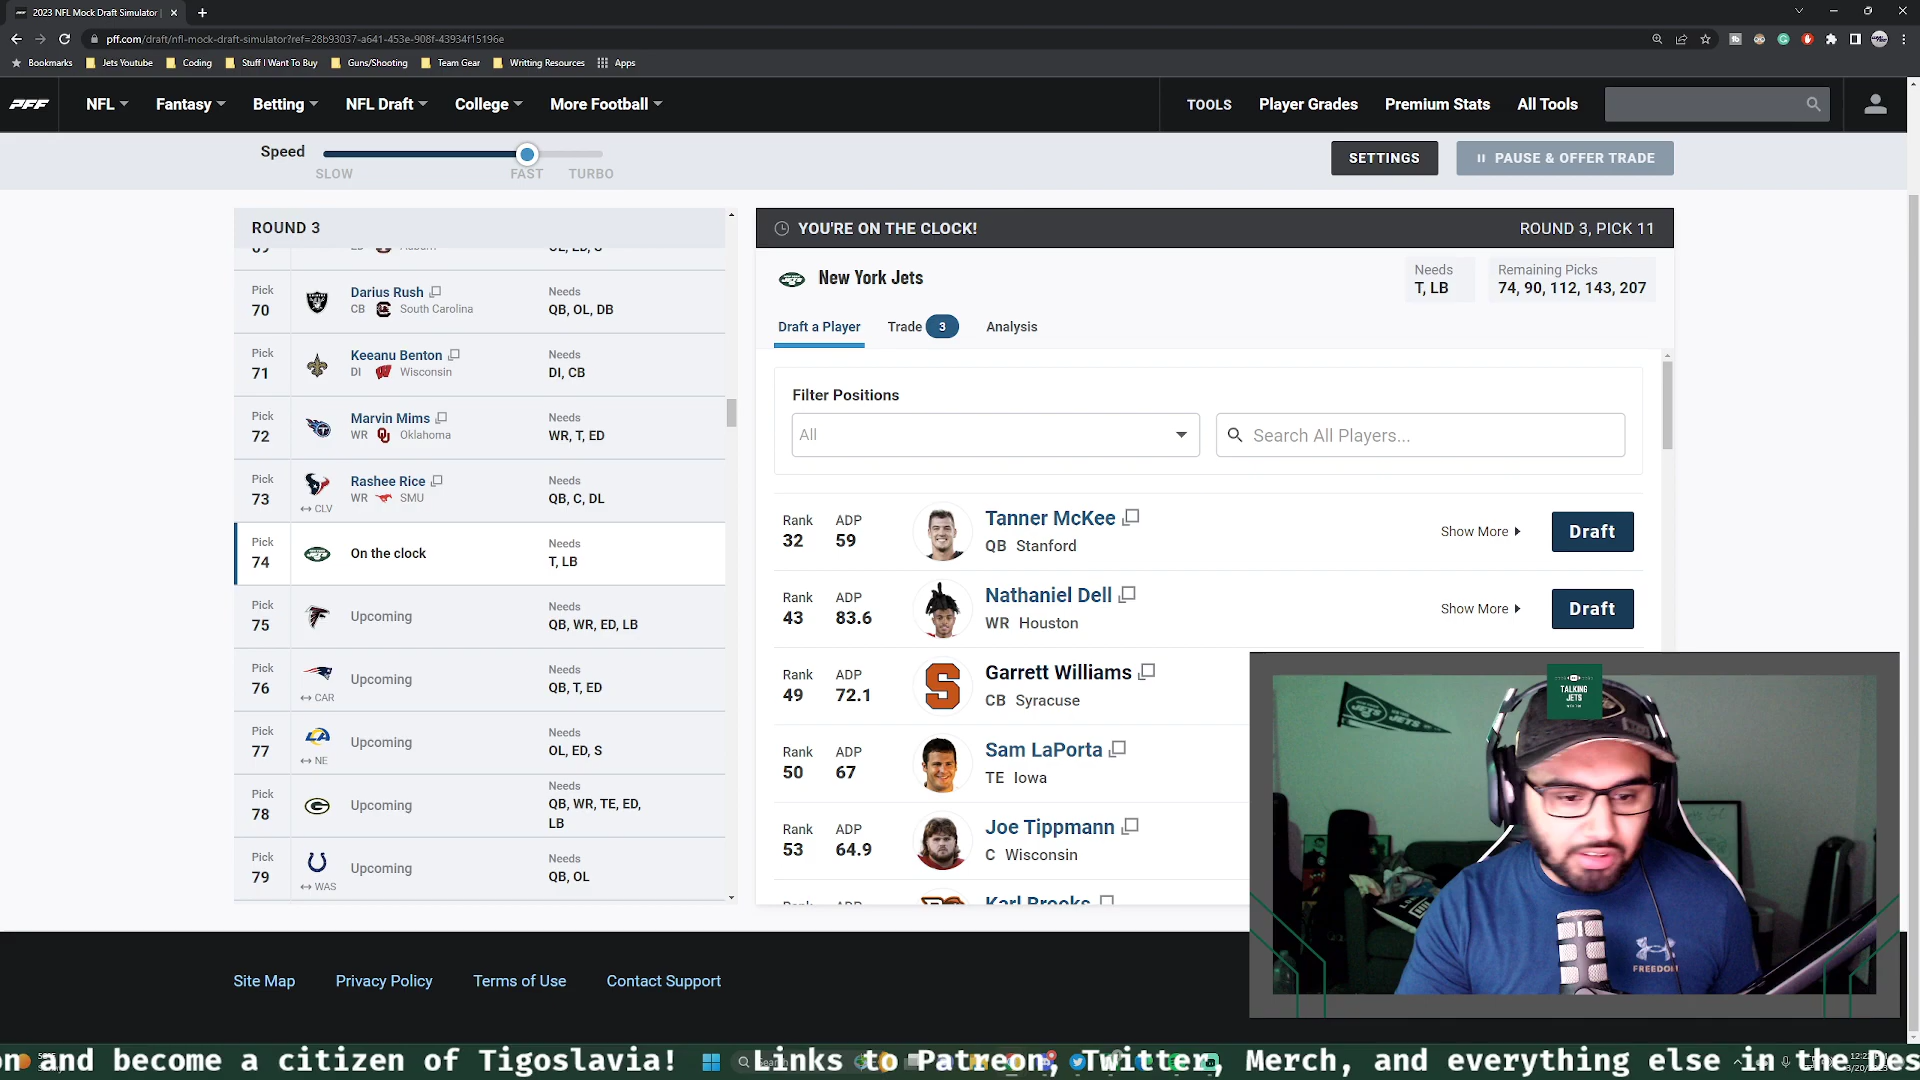 2023 NFL Mock Draft Simulator |
pff.com/draft/nfl-mock-draft-simulator?ref=28b93037-a641-453e-908f-43934f15196e
Bookmarks Jets Youtube Coding Stuff I Want To Buy Guns/Shooting Team Gear Writting Resources Apps
PFF NFL Fantasy Betting NFL Draft College More Football TOOLS Player Grades Premium Stats All Tools
Speed
SLOW FAST TURBO
SETTINGS PAUSE & OFFER TRADE
ROUND 3
Pick 70 Darius Rush CB South Carolina Needs QB, OL, DB
Pick 71 Keeanu Benton DI Wisconsin Needs DI, CB
Pick 72 Marvin Mims WR Oklahoma Needs WR, T, ED
Pick 73 CLV Rashee Rice WR SMU Needs QB, C, DL
Pick 74 On the clock Needs T, LB
Pick 75 Upcoming Needs QB, WR, ED, LB
Pick 76 CAR Upcoming Needs QB, T, ED
Pick 77 NE Upcoming Needs OL, ED, S
Pick 78 Upcoming Needs QB, WR, TE, ED, LB
Pick 79 WAS Upcoming Needs QB, OL
YOU'RE ON THE CLOCK! ROUND 3, PICK 11
New York Jets
Needs T, LB
Remaining Picks 74, 90, 112, 143, 207
Draft a Player Trade 3 Analysis
Filter Positions
All Search All Players...
Rank 32 ADP 59 Tanner McKee QB Stanford Show More Draft
Rank 43 ADP 83.6 Nathaniel Dell WR Houston Show More Draft
Rank 49 ADP 72.1 Garrett Williams CB Syracuse
Rank 50 ADP 67 Sam LaPorta TE Iowa
Rank 53 ADP 64.9 Joe Tippmann C Wisconsin
Karl Brooks
TALKING JETS
FREEDOM
Site Map Privacy Policy Terms of Use Contact Support
on and become a citizen of Tigoslavia! Links to Patreon, Twitter, Merch, and everything else in the Des